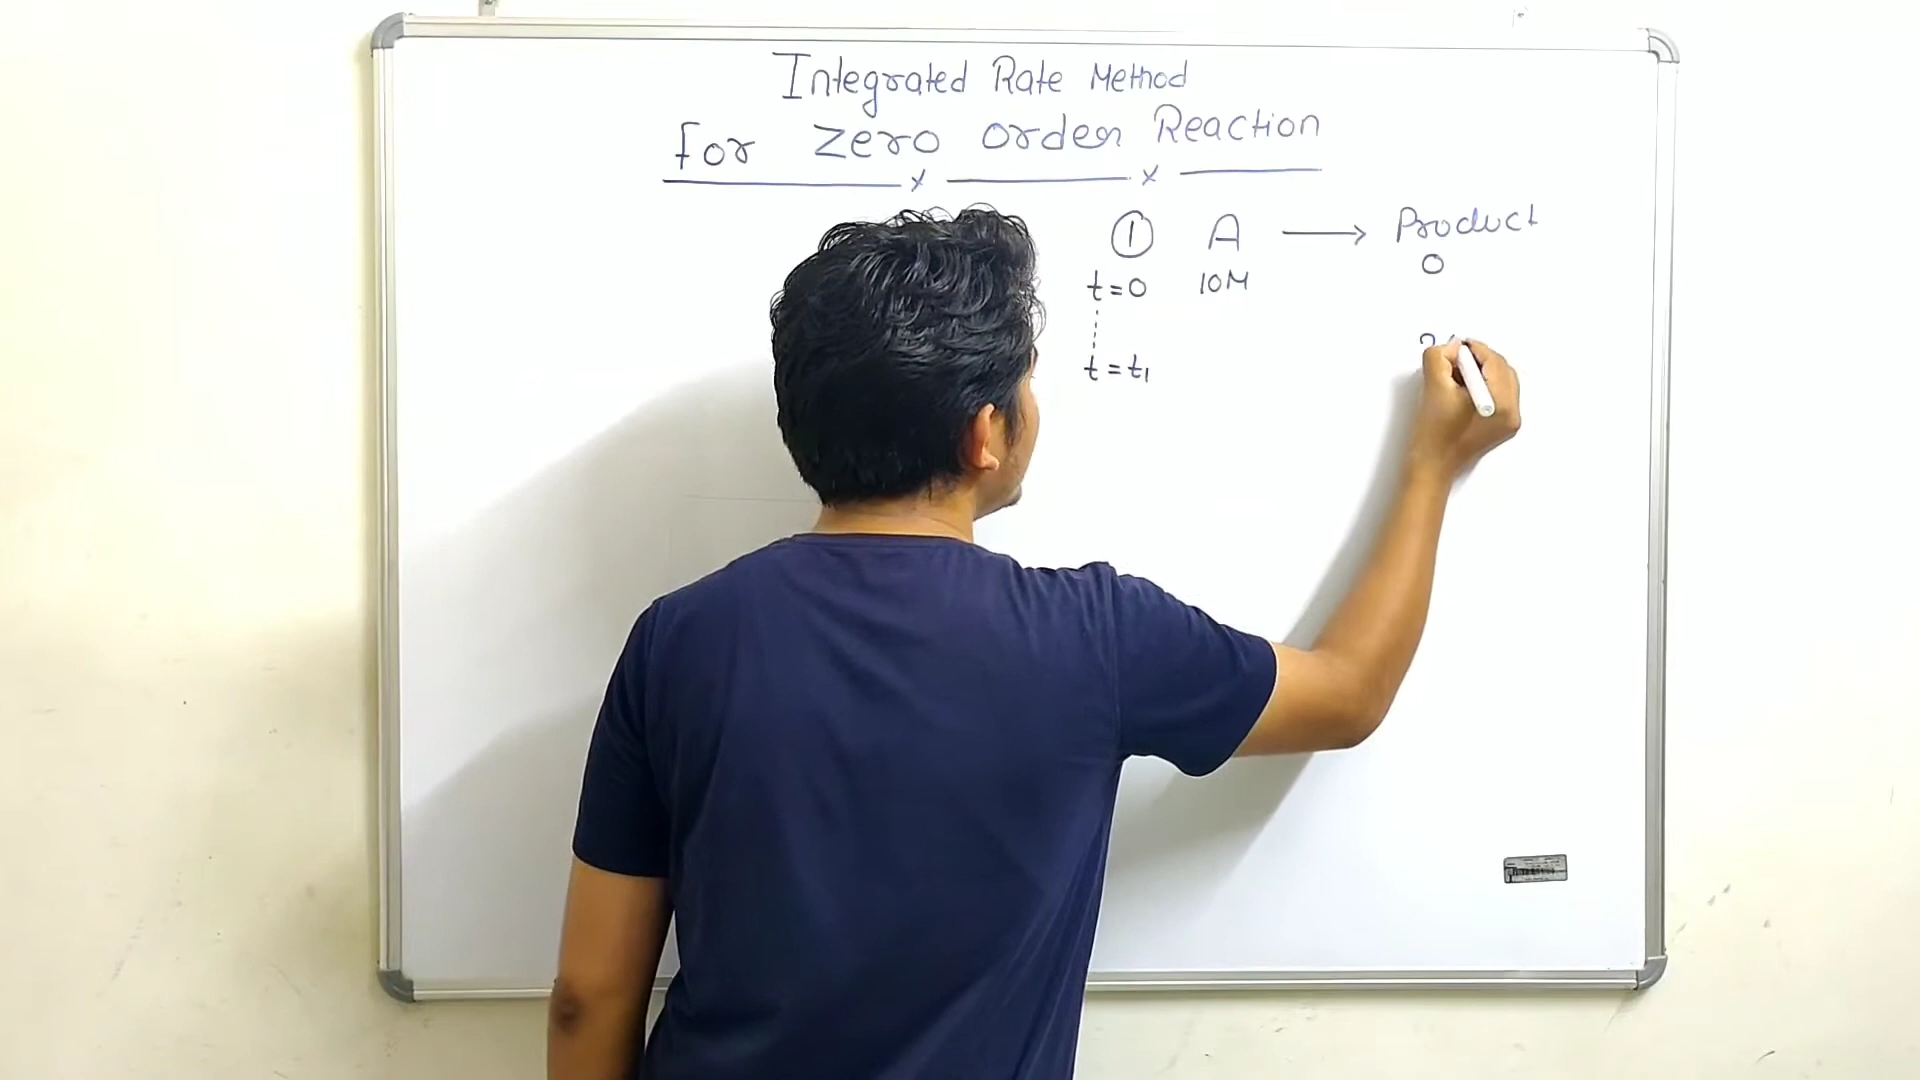 Integrated Rate Method
for Zero order Reaction
① A ⟶ Product
t=0 10M 0
t=t₁